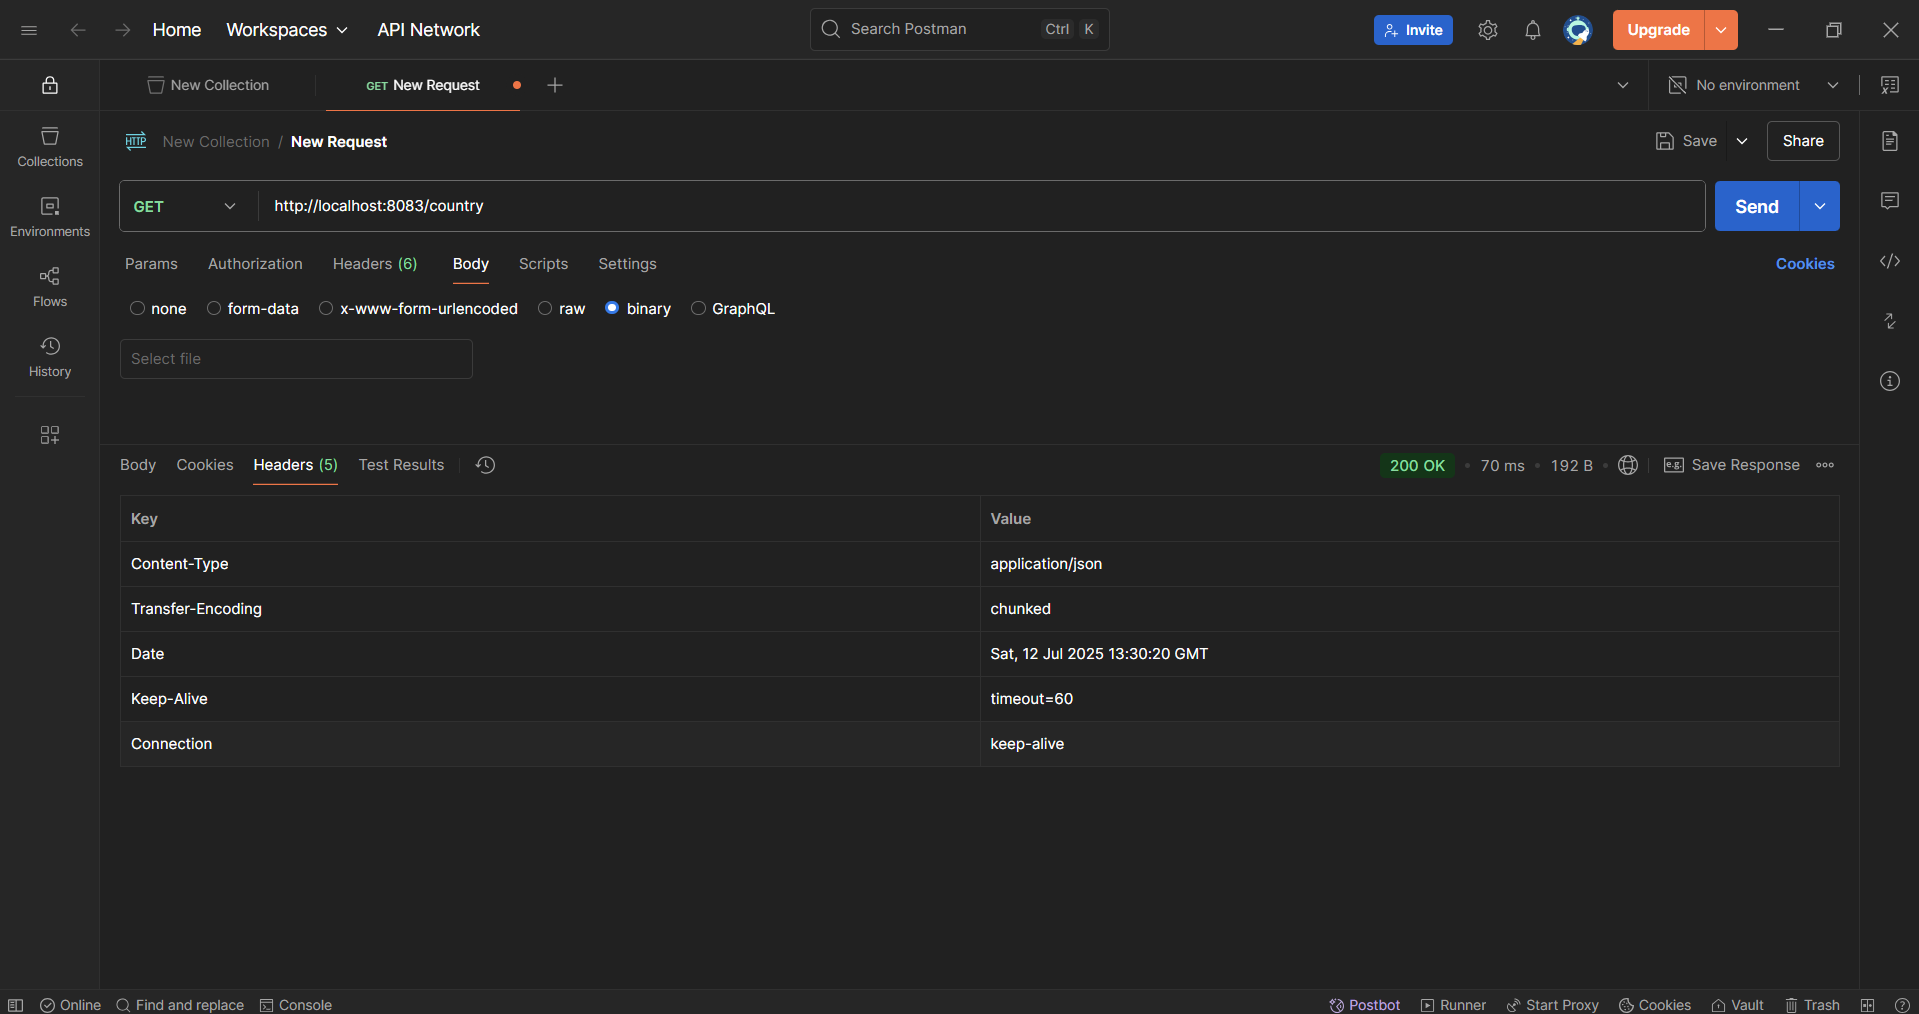 Home Workspaces API Network Search Postman Ctrl K Invite Upgrade
New Collection GET New Request No environment
HTTP New Collection / New Request Save Share
Collections
GET http://localhost:8083/country Send
Environments
Params Authorization Headers (6) Body Scripts Settings Cookies
Flows
none form-data x-www-form-urlencoded raw binary GraphQL
Select file
History
Body Cookies Headers (5) Test Results 200 OK • 70 ms • 192 B • e.g. Save Response
Key Value
Content-Type application/json
Transfer-Encoding chunked
Date Sat, 12 Jul 2025 13:30:20 GMT
Keep-Alive timeout=60
Connection keep-alive
Online Find and replace Console Postbot Runner Start Proxy Cookies Vault Trash